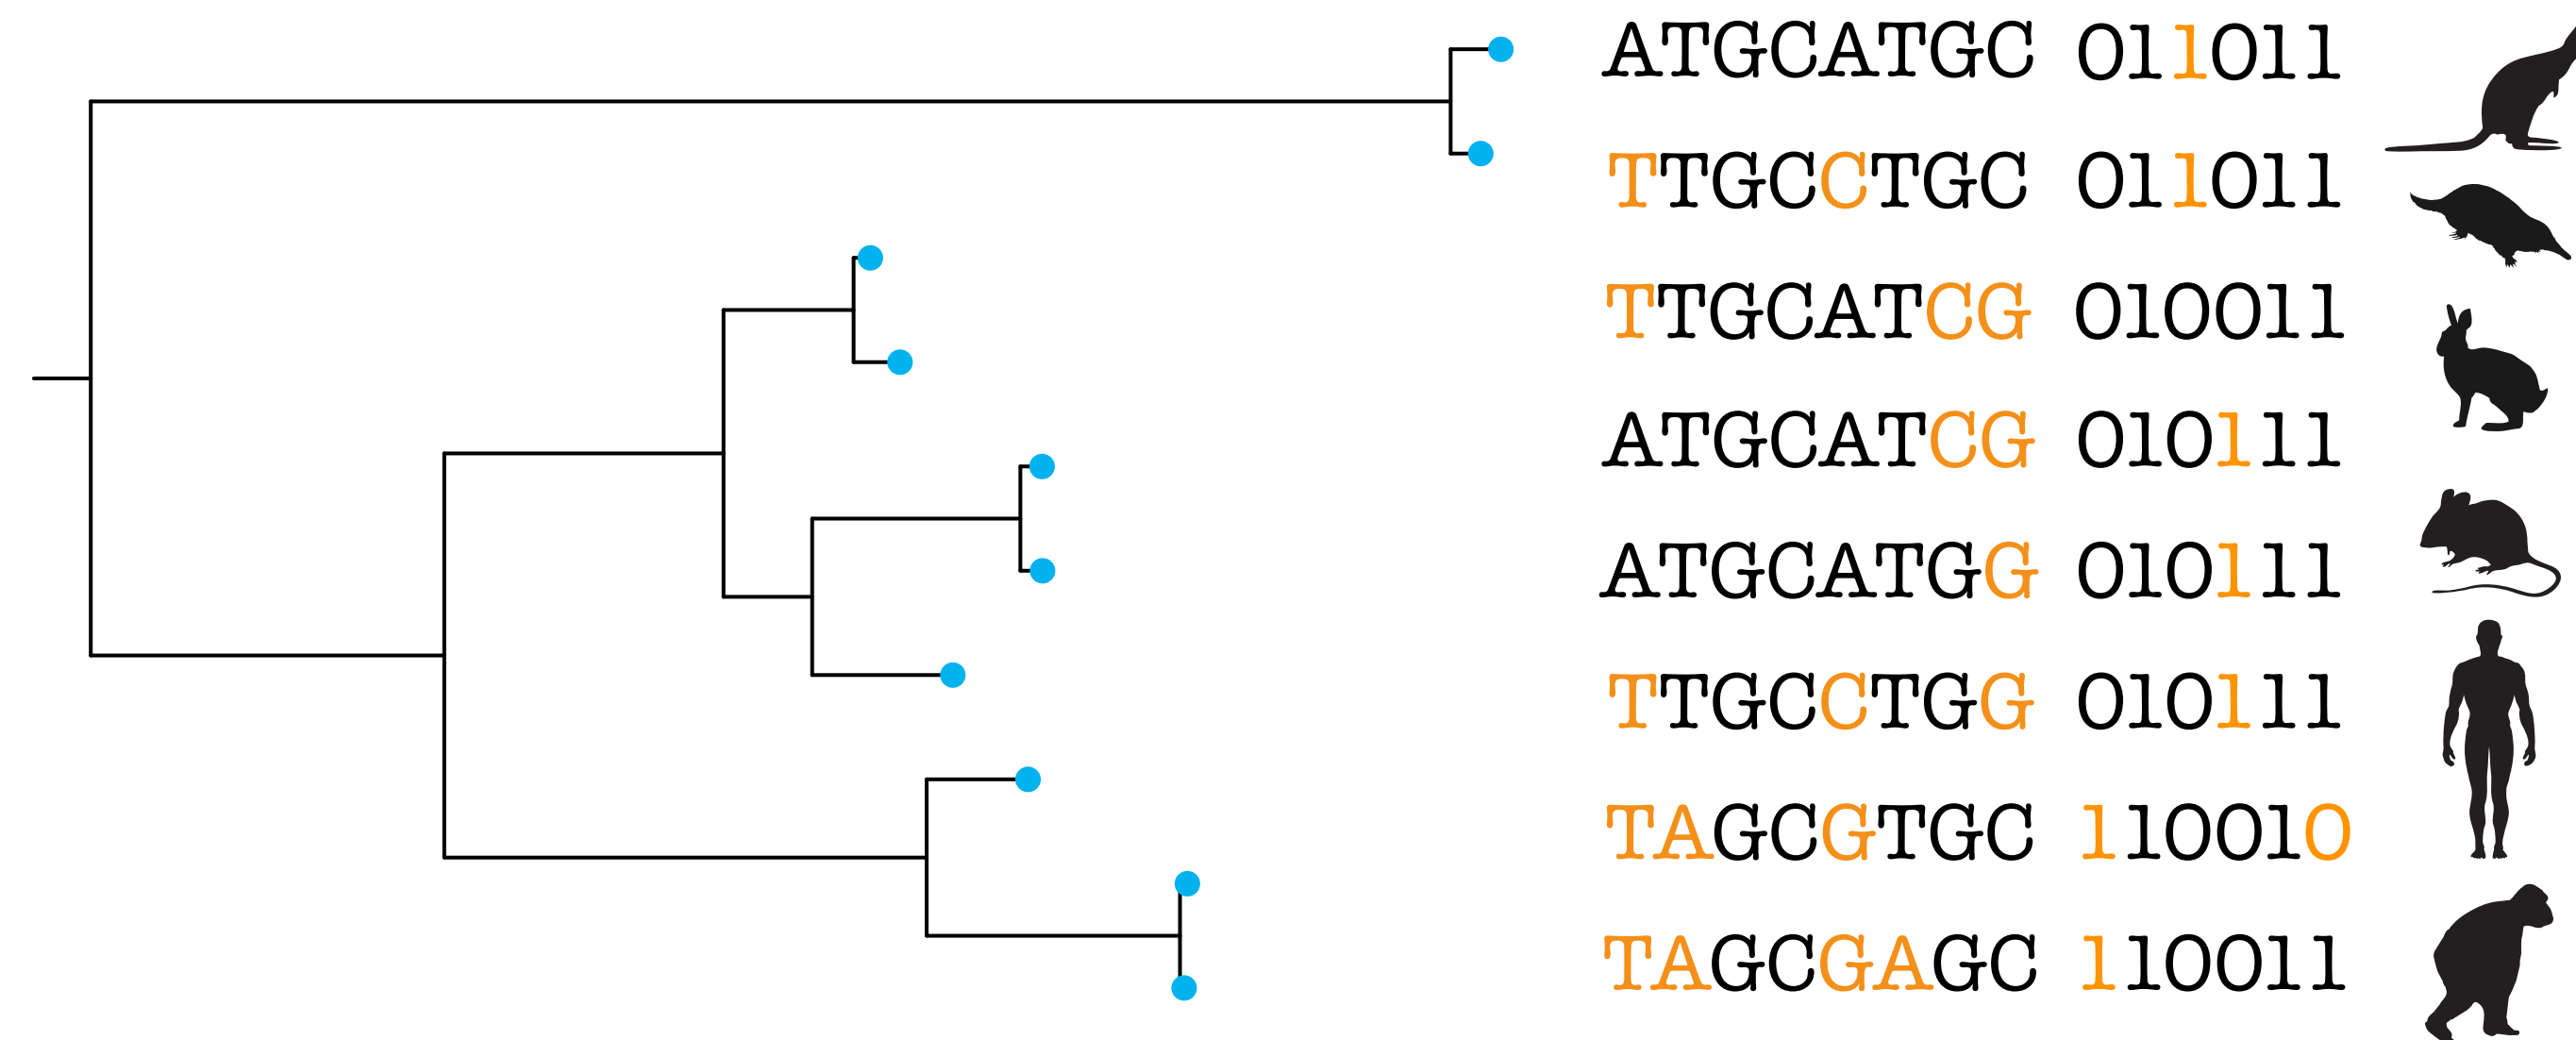 ATGCATGC 011011
TTGCCTGC 011011
TTGCATCG 010011
ATGCATCG 010111
ATGCATGG 010111
TTGCCTGG 010111
TAGCGTGC 110010
TAGCGAGC 110011